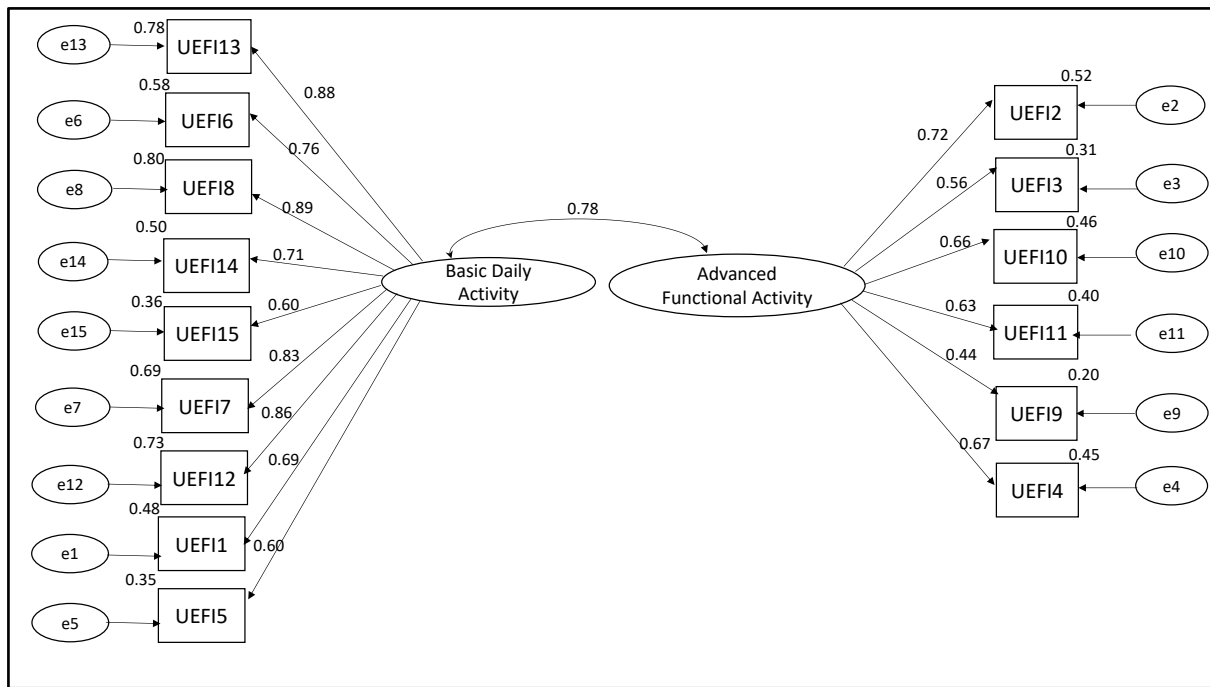 e13
0.78
UEFI13
0.88
e6
0.58
UEFI6
0.76
e8
0.80
UEFI8
0.89
e14
0.50
UEFI14
0.71
e15
0.36
UEFI15
0.60
e7
0.69
UEFI7
0.83
e12
0.73
UEFI12
0.86
e1
0.48
UEFI1
0.69
e5
0.35
UEFI5
0.60
Basic Daily
Activity
0.78
Advanced
Functional Activity
0.72
0.52
UEFI2
e2
0.56
0.31
UEFI3
e3
0.66
0.46
UEFI10
e10
0.63
0.40
UEFI11
e11
0.44
0.20
UEFI9
e9
0.67
0.45
UEFI4
e4